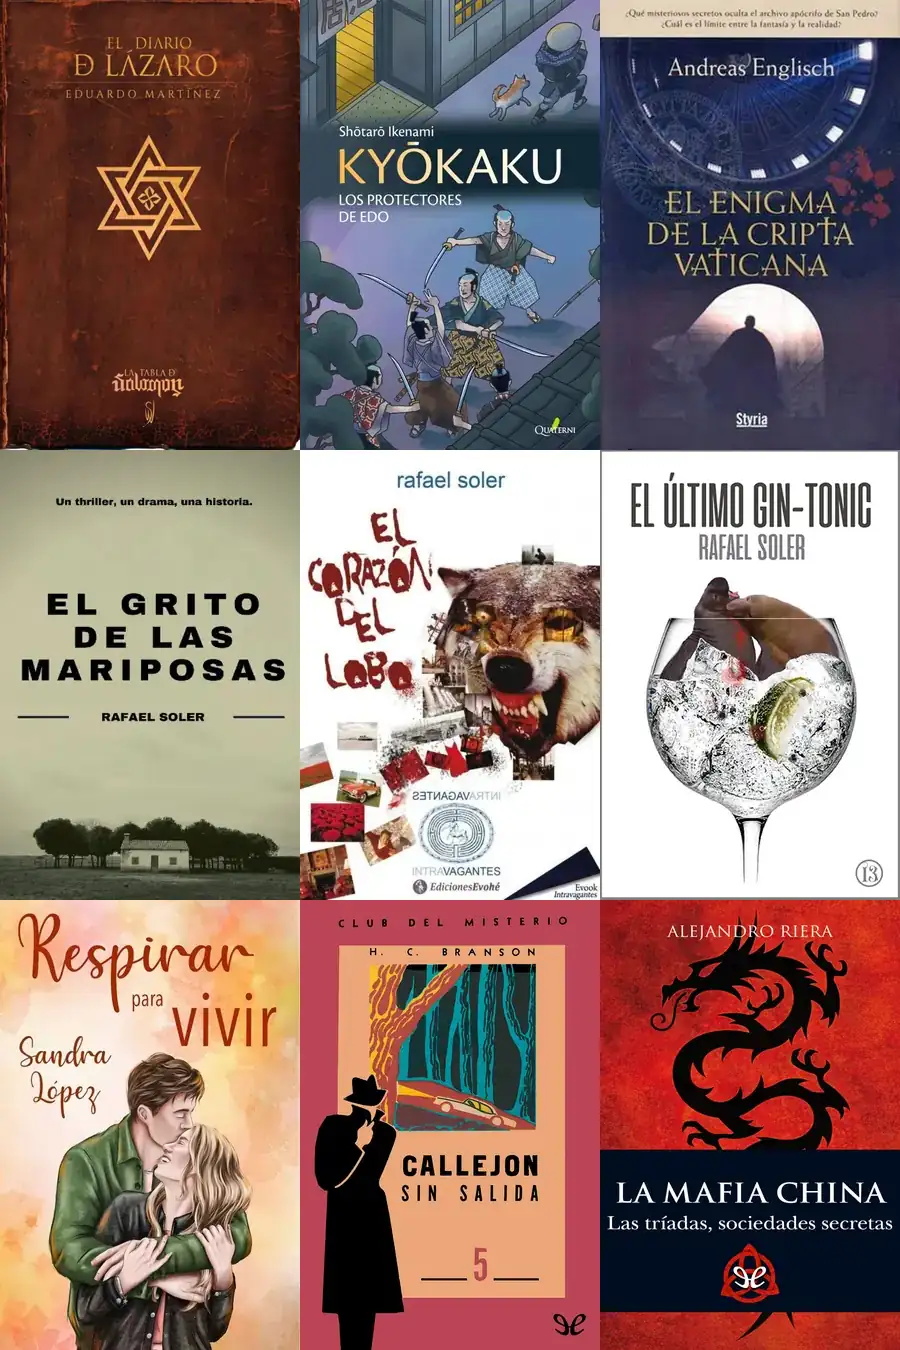 EL DIARIO
D LÁZARO
EDUARDO MARTÍNEZ
LA TABLA D
Salomon
Shōtarō Ikenami
KYŌKAKU
LOS PROTECTORES
DE EDO
QUATERNI
¿Qué misteriosos secretos oculta el archivo apócrifo de San Pedro?
¿Cuál es el límite entre la fantasía y la realidad?
Andreas Englisch
EL ENIGMA
DE LA CRIPTA
VATICANA
Styria
Un thriller, un drama, una historia.
EL GRITO
DE LAS
MARIPOSAS
RAFAEL SOLER
rafael soler
EL
CORAZÓN
DEL
LOBO
INTRAVAGANTES
INTRAVAGANTES
EdicionesEvohé
Evook
Intravagantes
EL ÚLTIMO GIN-TONIC
RAFAEL SOLER
13
Respirar
para
vivir
Sandra
López
CLUB DEL MISTERIO
H. C. BRANSON
CALLEJON
SIN SALIDA
5
ALEJANDRO RIERA
LA MAFIA CHINA
Las tríadas, sociedades secretas